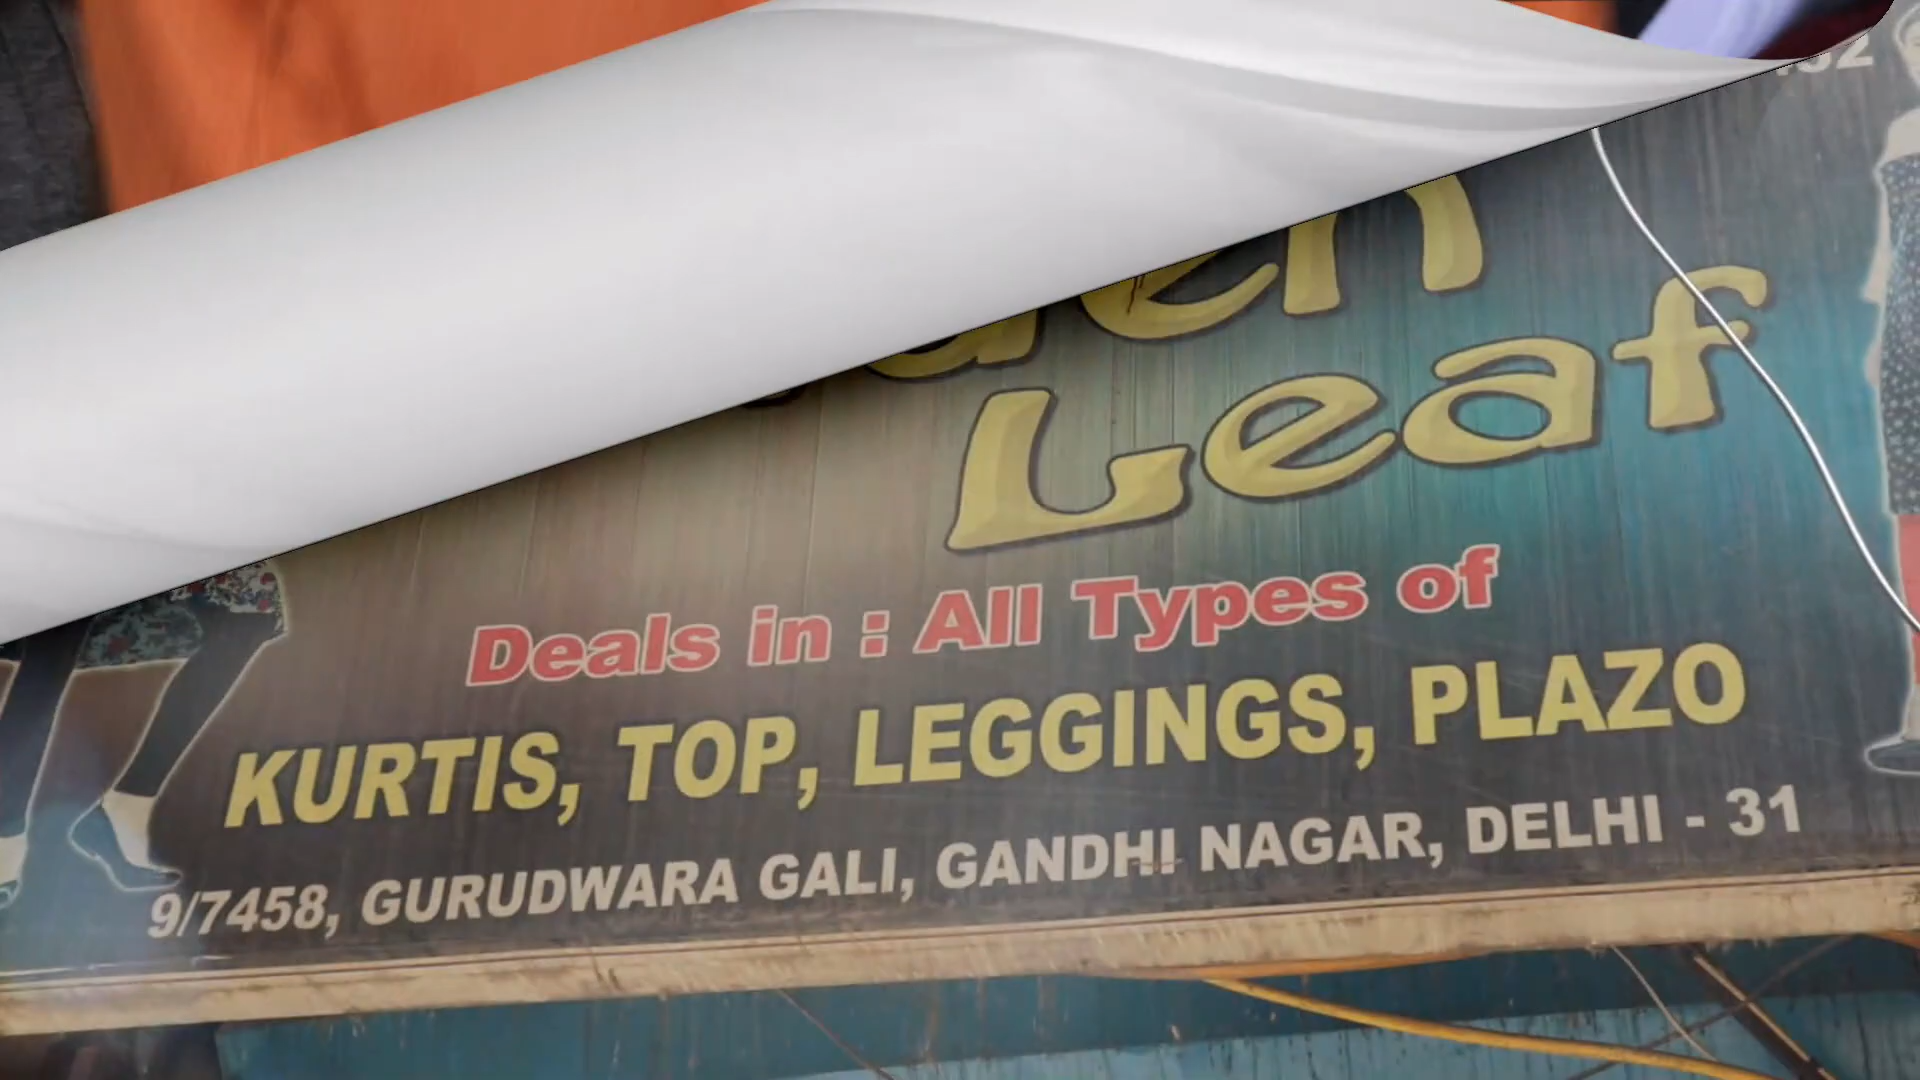 Leaf
Deals in : All Types of
KURTIS, TOP, LEGGINGS, PLAZO
9/7458, GURUDWARA GALI, GANDHI NAGAR, DELHI - 31